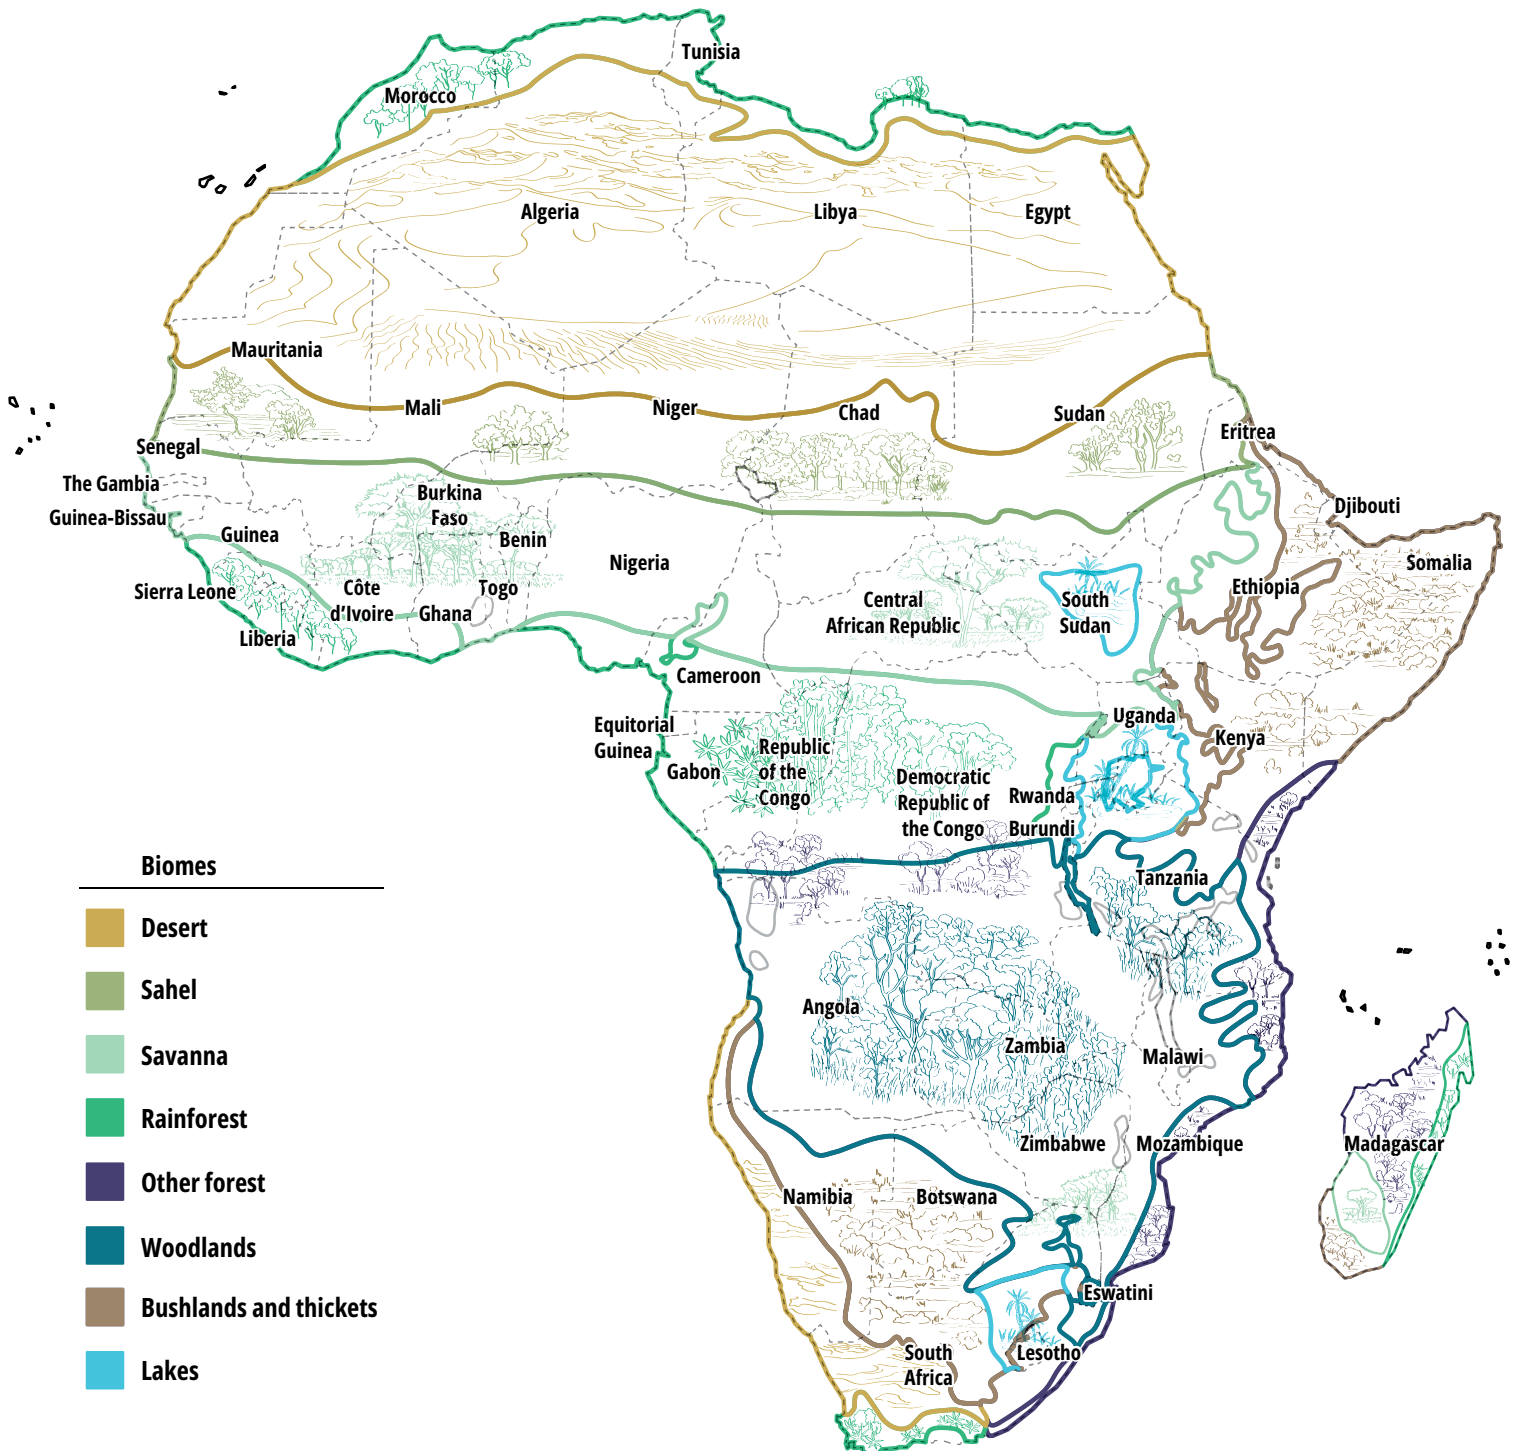 Tunisia
Morocco
Algeria
Libya
Egypt
Mauritania
Mali
Niger
Chad
Sudan
Eritrea
Senegal
The Gambia
Guinea-Bissau
Burkina
Faso
Djibouti
Guinea
Benin
Nigeria
Somalia
Sierra Leone
Côte
d’Ivoire
Togo
Ghana
Liberia
Central
African Republic
South
Sudan
Ethiopia
Cameroon
Equitorial
Guinea
Uganda
Kenya
Gabon
Republic
of the
Congo
Democratic
Republic of
the Congo
Rwanda
Burundi
Tanzania
Angola
Zambia
Malawi
Zimbabwe
Mozambique
Madagascar
Namibia
Botswana
Eswatini
South
Africa
Lesotho
Biomes
Desert
Sahel
Savanna
Rainforest
Other forest
Woodlands
Bushlands and thickets
Lakes